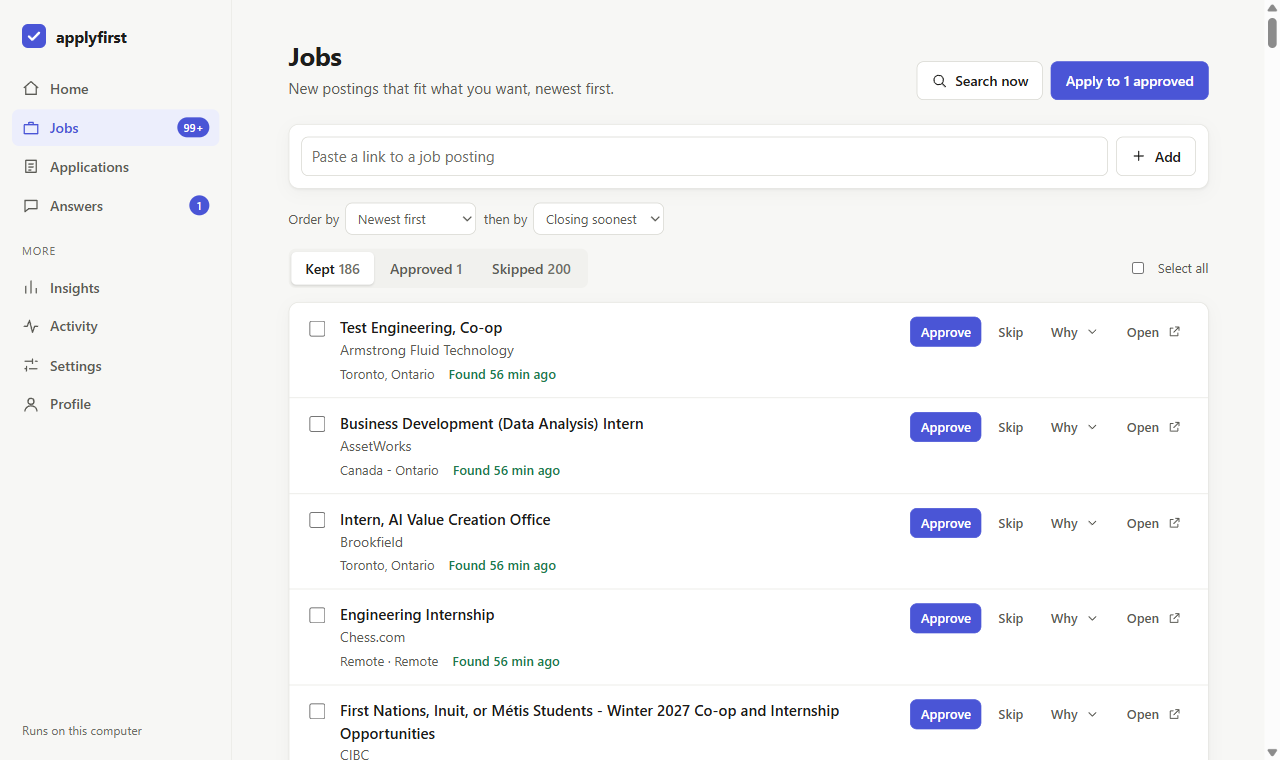 applyfirst
Home
Jobs
99+
Applications
Answers
1
MORE
Insights
Activity
Settings
Profile
Runs on this computer
Jobs
New postings that fit what you want, newest first.
Search now
Apply to 1 approved
Paste a link to a job posting
Add
Order by
Newest first
then by
Closing soonest
Kept 186
Approved 1
Skipped 200
Select all
Test Engineering, Co-op
Armstrong Fluid Technology
Toronto, Ontario
Found 56 min ago
Approve
Skip
Why
Open
Business Development (Data Analysis) Intern
AssetWorks
Canada - Ontario
Found 56 min ago
Approve
Skip
Why
Open
Intern, AI Value Creation Office
Brookfield
Toronto, Ontario
Found 56 min ago
Approve
Skip
Why
Open
Engineering Internship
Chess.com
Remote · Remote
Found 56 min ago
Approve
Skip
Why
Open
First Nations, Inuit, or Métis Students - Winter 2027 Co-op and Internship
Opportunities
CIBC
Approve
Skip
Why
Open